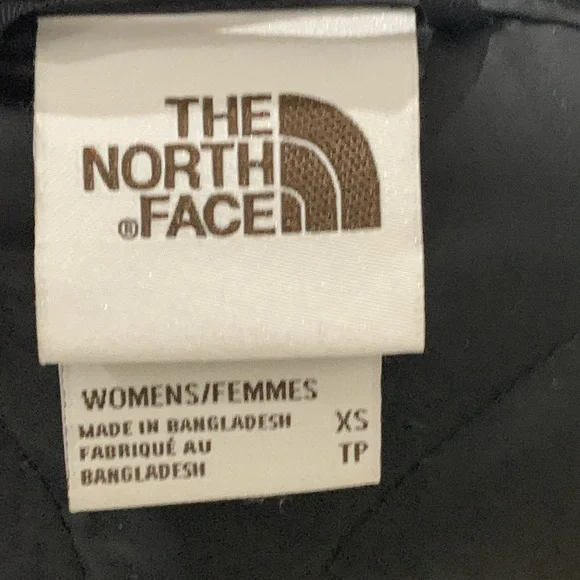 THE
NORTH
®FACE
WOMENS/FEMMES
MADE IN BANGLADESH XS
FABRIQUÉ AU TP
BANGLADESH